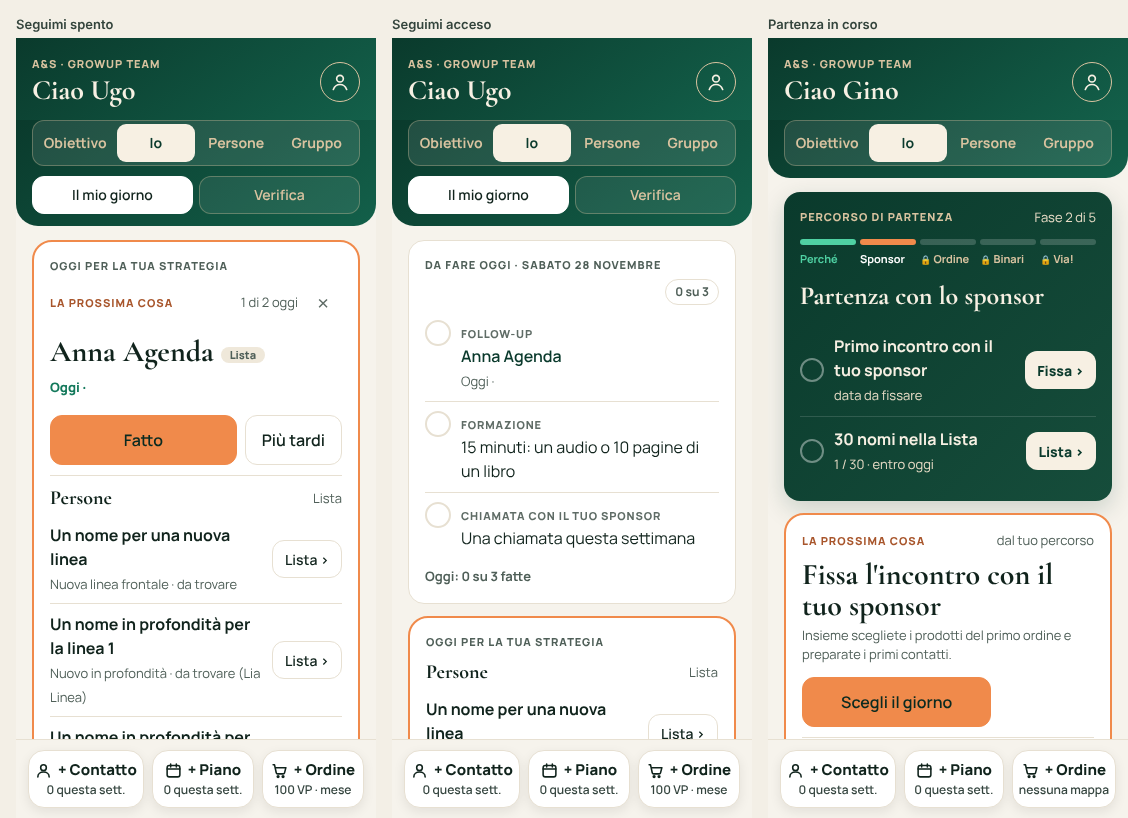 Seguimi spento
A&S · GROWUP TEAM
Ciao Ugo
Obiettivo
Io
Persone
Gruppo
Il mio giorno
Verifica
OGGI PER LA TUA STRATEGIA
LA PROSSIMA COSA
1 di 2 oggi ×
Anna Agenda Lista
Oggi ·
Fatto
Più tardi
Persone
Lista
Un nome per una nuova
linea
Nuova linea frontale · da trovare
Lista ›
Un nome in profondità per
la linea 1
Nuovo in profondità · da trovare (Lia
Linea)
Lista ›
Un nome in profondità per
+ Contatto
0 questa sett.
+ Piano
0 questa sett.
+ Ordine
100 VP · mese
Seguimi acceso
A&S · GROWUP TEAM
Ciao Ugo
Obiettivo
Io
Persone
Gruppo
Il mio giorno
Verifica
DA FARE OGGI · SABATO 28 NOVEMBRE
0 su 3
FOLLOW-UP
Anna Agenda
Oggi ·
FORMAZIONE
15 minuti: un audio o 10 pagine di
un libro
CHIAMATA CON IL TUO SPONSOR
Una chiamata questa settimana
Oggi: 0 su 3 fatte
OGGI PER LA TUA STRATEGIA
Persone
Lista
Un nome per una nuova
linea
Lista ›
+ Contatto
0 questa sett.
+ Piano
0 questa sett.
+ Ordine
100 VP · mese
Partenza in corso
A&S · GROWUP TEAM
Ciao Gino
Obiettivo
Io
Persone
Gruppo
PERCORSO DI PARTENZA
Fase 2 di 5
Perché
Sponsor
🔒 Ordine
🔒 Binari
🔒 Via!
Partenza con lo sponsor
Primo incontro con il
tuo sponsor
data da fissare
Fissa ›
30 nomi nella Lista
1 / 30 · entro oggi
Lista ›
LA PROSSIMA COSA
dal tuo percorso
Fissa l'incontro con il
tuo sponsor
Insieme scegliete i prodotti del primo ordine e
preparate i primi contatti.
Scegli il giorno
+ Contatto
0 questa sett.
+ Piano
0 questa sett.
+ Ordine
nessuna mappa